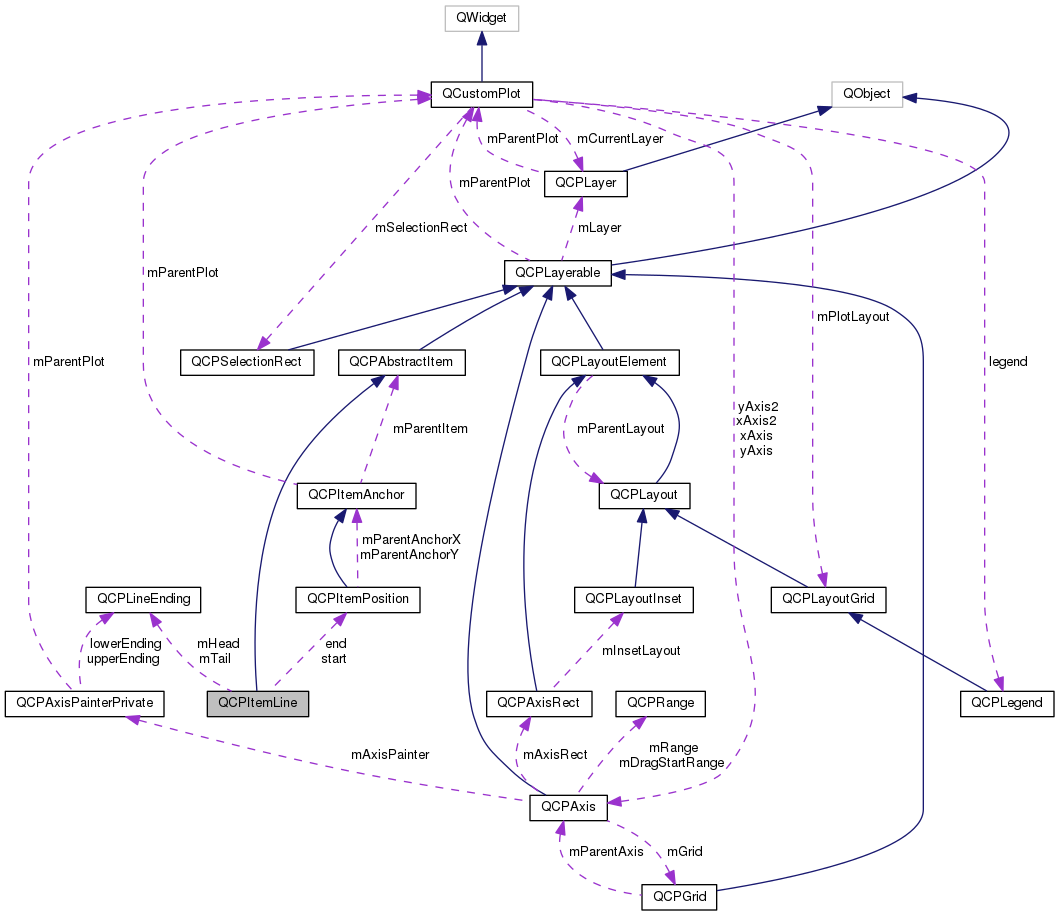 QWidget
QCustomPlot
QObject
mParentPlot
mCurrentLayer
QCPLayer
mParentPlot
mSelectionRect
mLayer
mParentPlot
QCPLayerable
mPlotLayout
mParentPlot
QCPSelectionRect
QCPAbstractItem
QCPLayoutElement
legend
yAxis2
xAxis2
xAxis
yAxis
mParentItem
mParentLayout
QCPItemAnchor
QCPLayout
mParentAnchorX
mParentAnchorY
QCPLineEnding
QCPItemPosition
QCPLayoutInset
QCPLayoutGrid
lowerEnding
upperEnding
mHead
mTail
end
start
mInsetLayout
QCPAxisPainterPrivate
QCPItemLine
QCPAxisRect
QCPRange
QCPLegend
mAxisPainter
mAxisRect
mRange
mDragStartRange
QCPAxis
mParentAxis
mGrid
QCPGrid